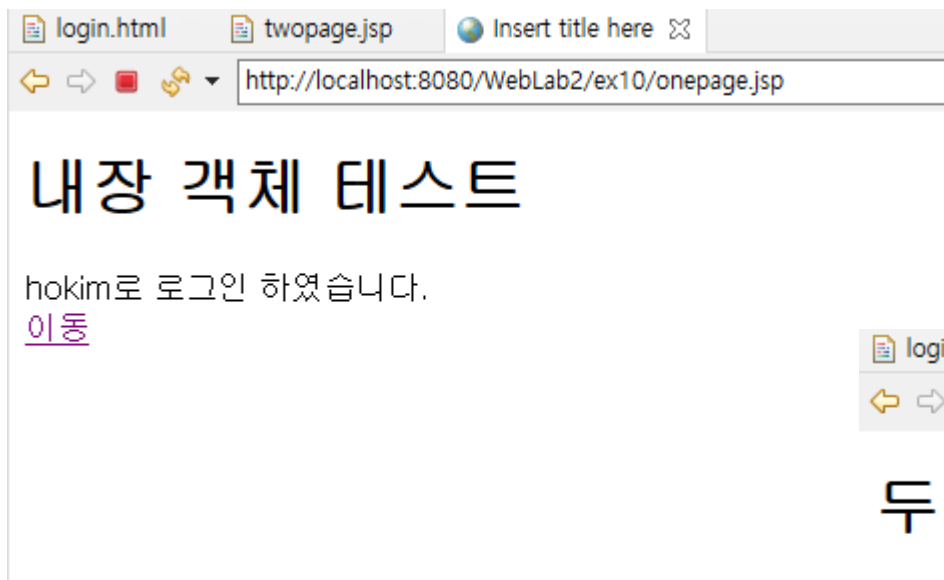 login.html twopage.jsp Insert title here
http://localhost:8080/WebLab2/ex10/onepage.jsp
내장 객체 테스트
hokim로 로그인 하였습니다.
이동
두